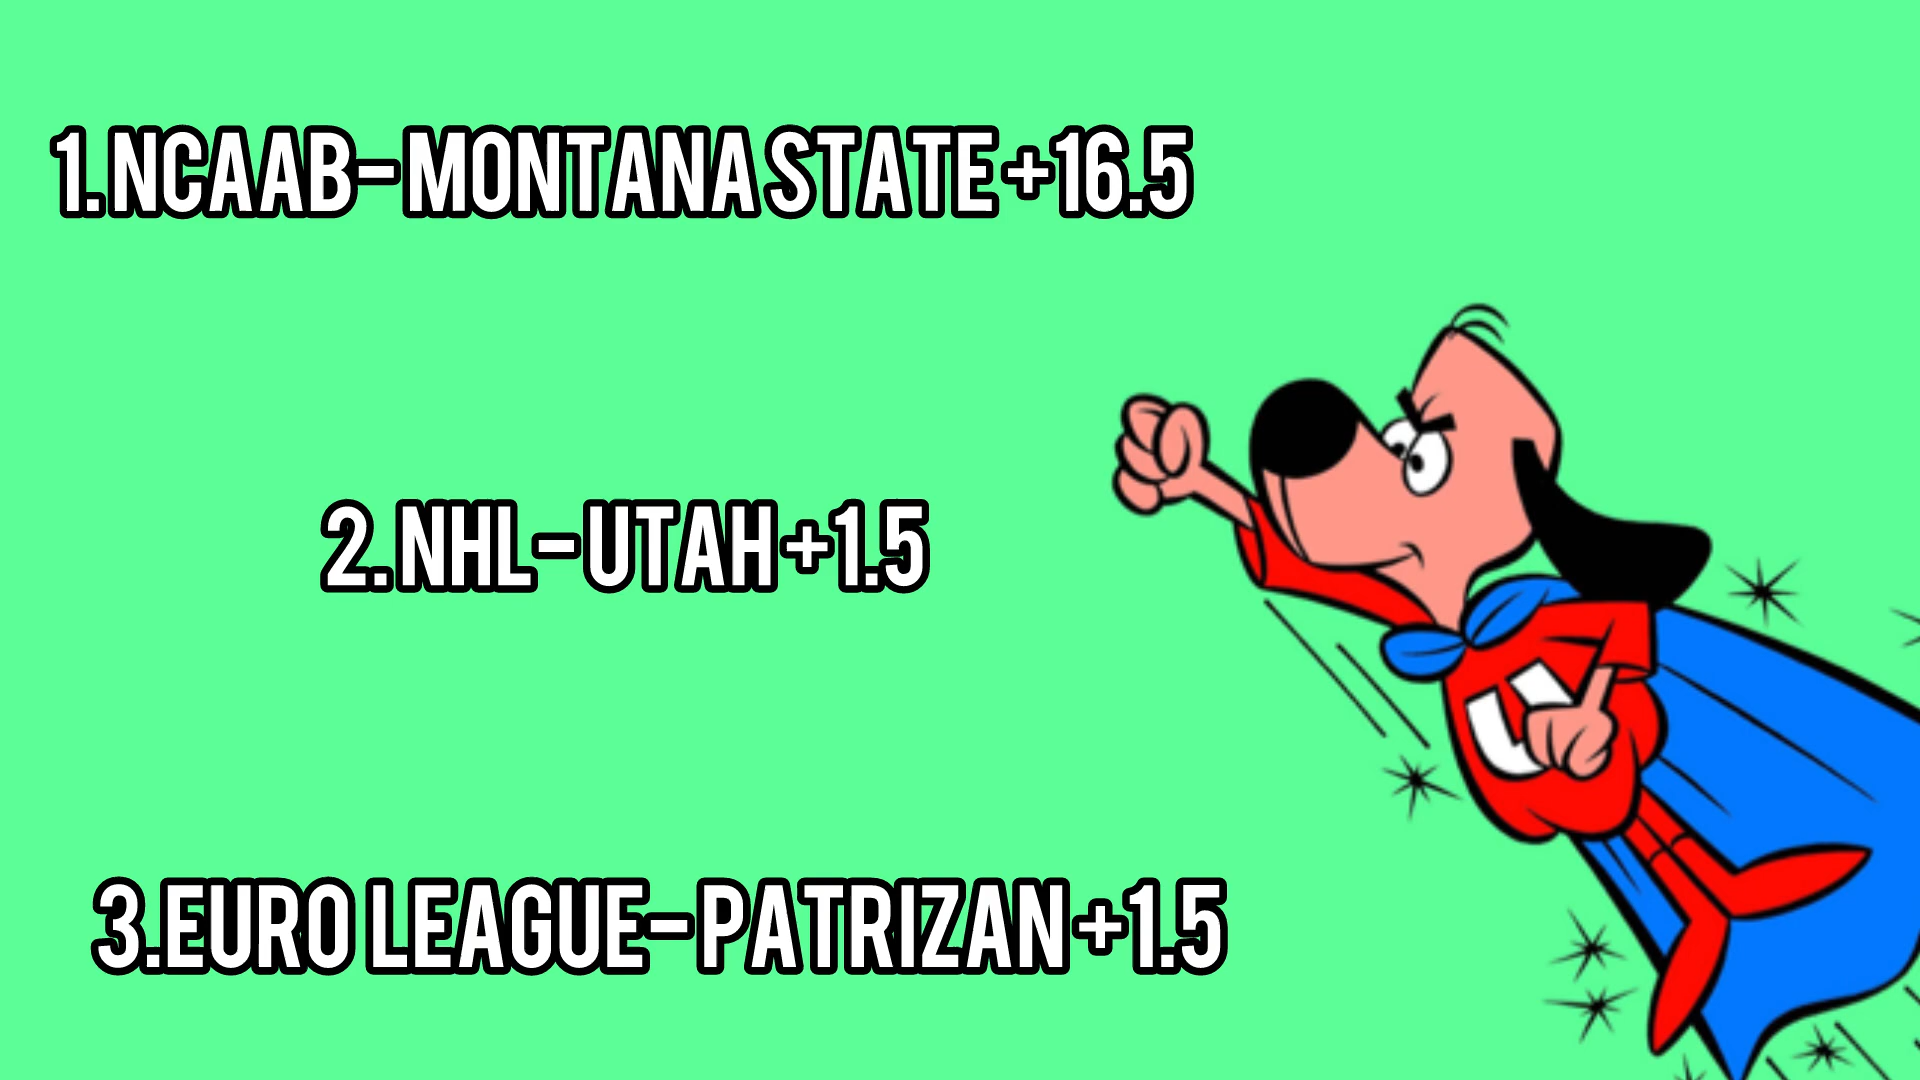 1. NCAAB- MONTANA STATE +16.5
2. NHL- UTAH +1.5
3.EURO LEAGUE- PATRIZAN +1.5
U